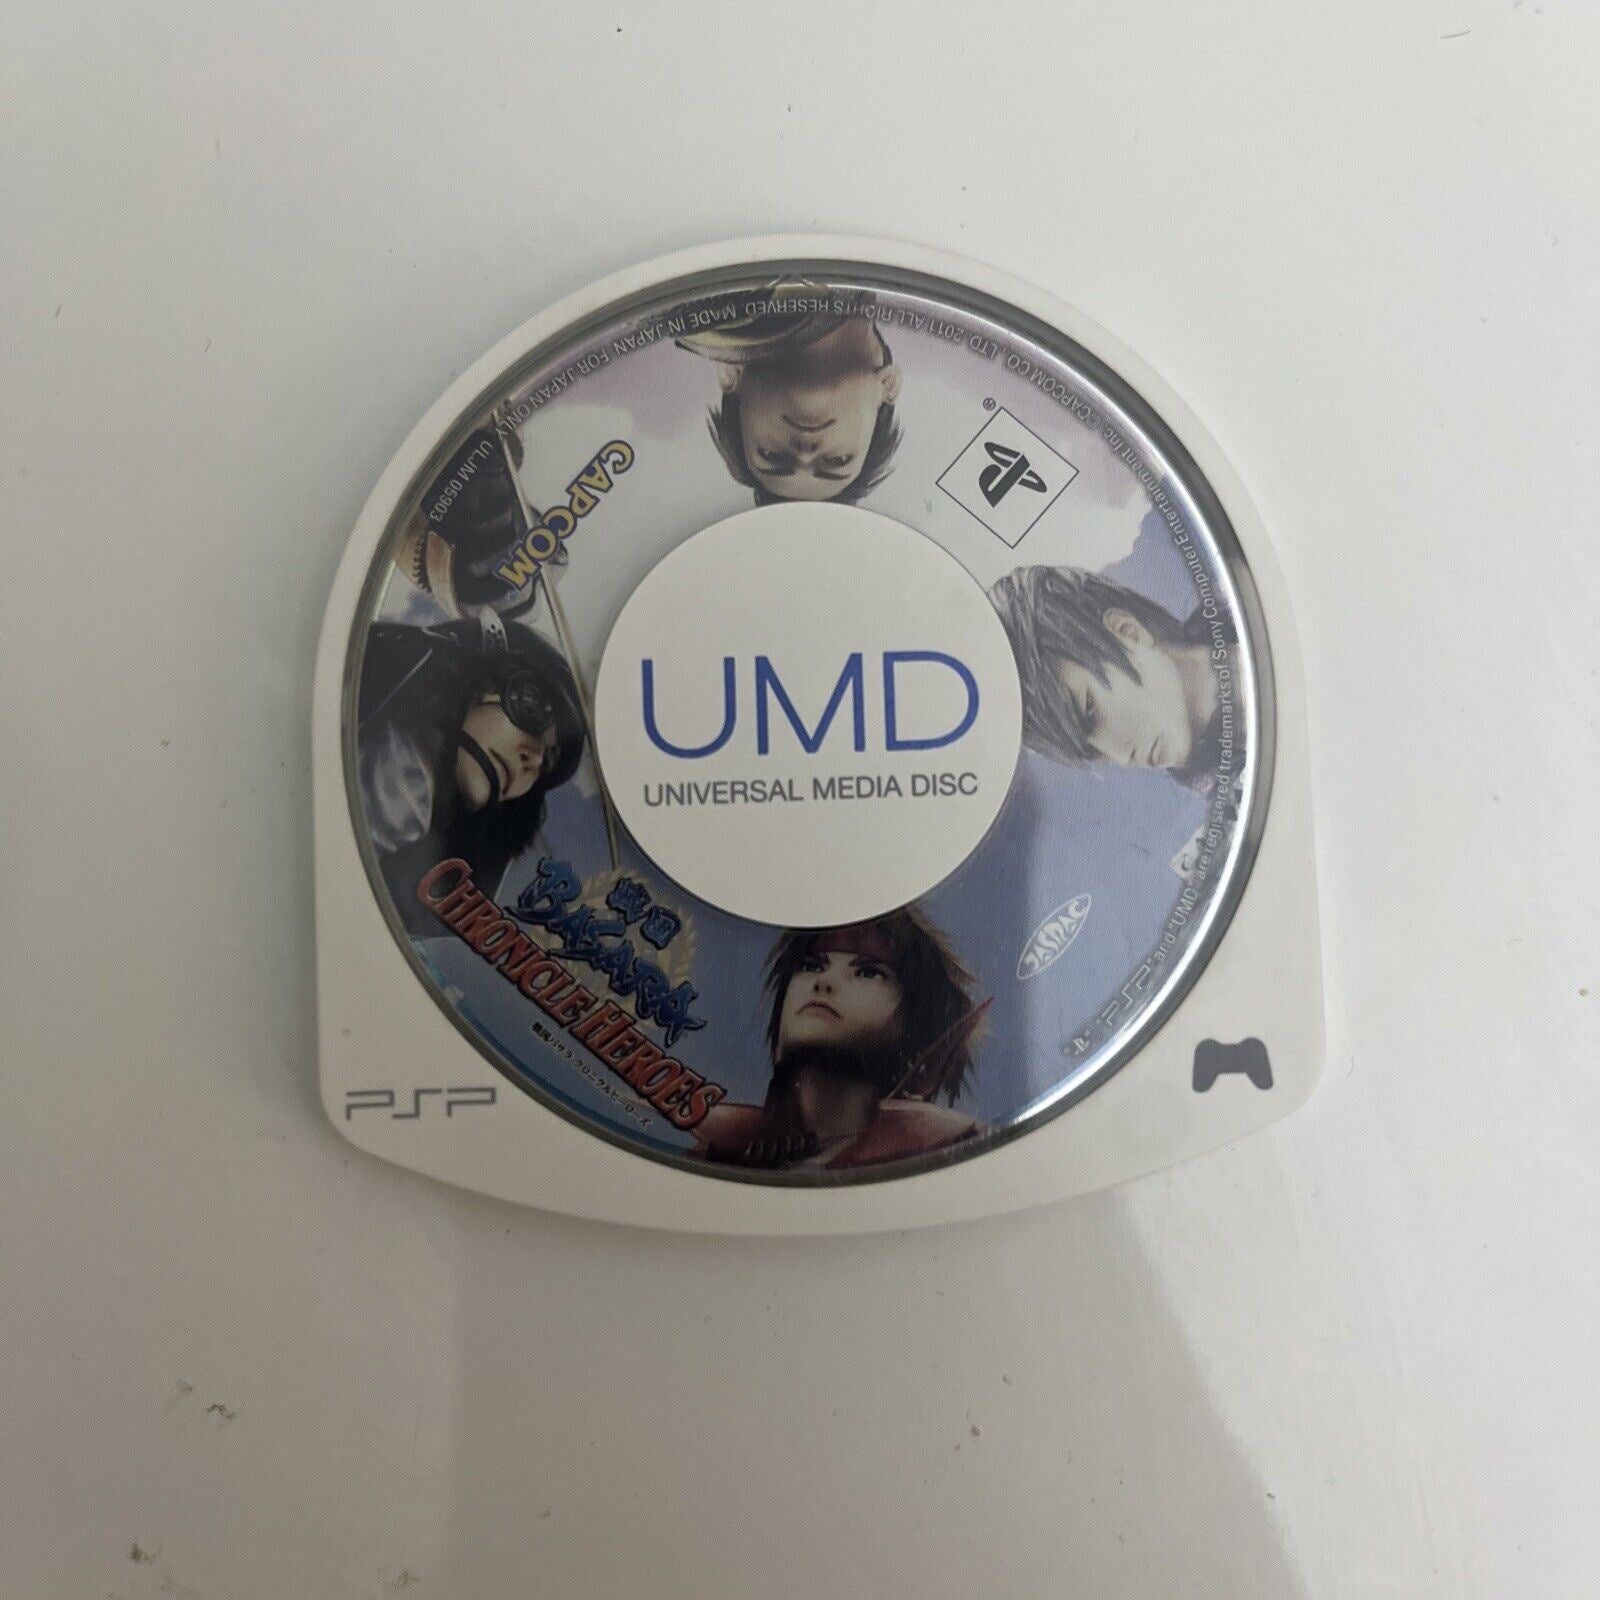 UMD
UNIVERSAL MEDIA DISC
CAPCOM
戦国
BASARA
CHRONICLE HEROES
戦国バサラ クロニクルヒーローズ
JASRAC
PSP
"PSP" and "UMD" are registered trademarks of Sony Computer Entertainment Inc. ©CAPCOM CO., LTD. 2011 ALL RIGHTS RESERVED. MADE IN JAPAN FOR JAPAN ONLY ULJM 05903